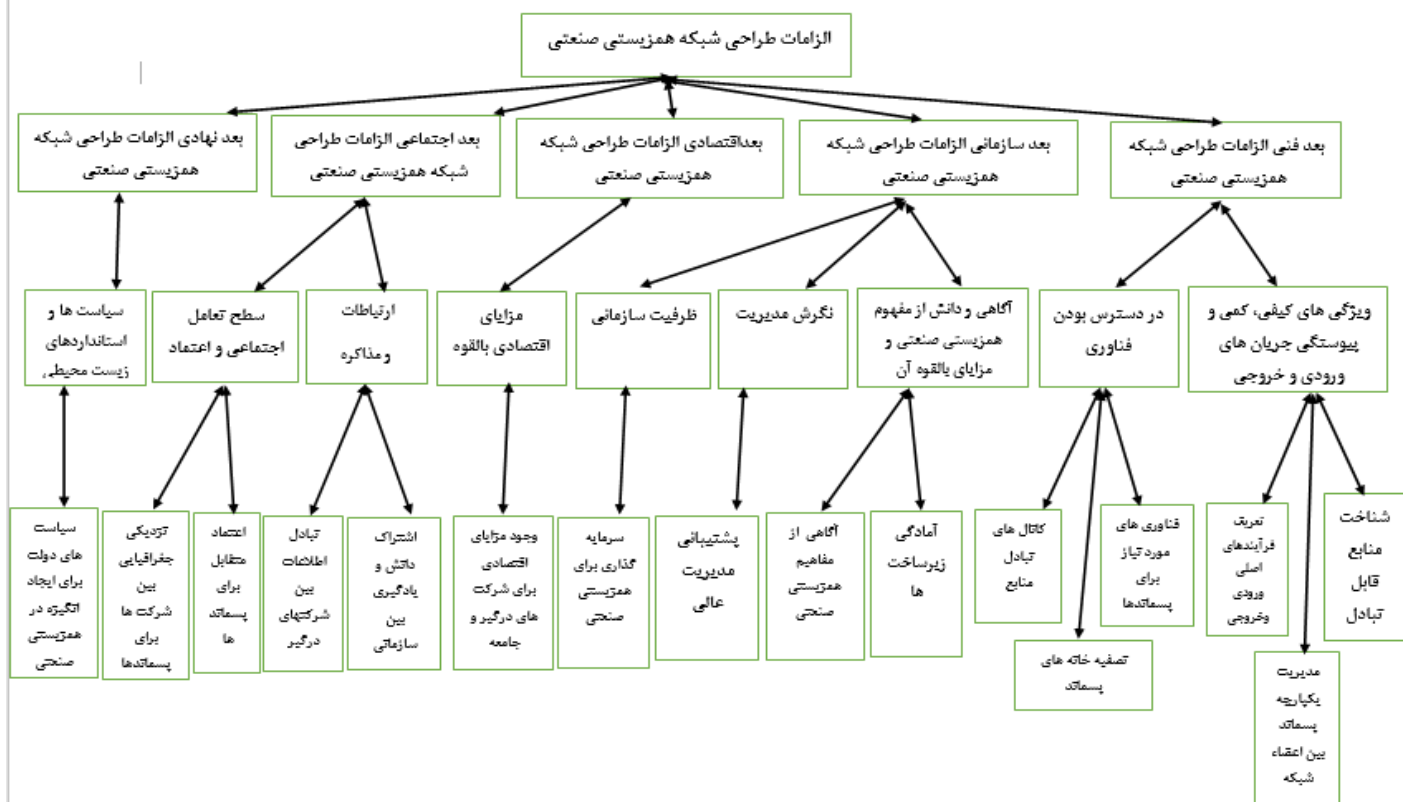 الزامات طراحی شبکه همزیستی صنعتی
بعد فنی الزامات طراحی شبکه
همزیستی صنعتی
بعد سازمانی الزامات طراحی شبکه
همزیستی صنعتی
بعداقتصادی الزامات طراحی شبکه
همزیستی صنعتی
بعد اجتماعی الزامات طراحی
شبکه همزیستی صنعتی
بعد نهادی الزامات طراحی شبکه
همزیستی صنعتی
ویژگی های کیفی، کمی و
پیوستگی جریان های
ورودی و خروجی
در دسترس بودن
فناوری
آگاهی و دانش از مفهوم
همزیستی صنعتی و
مزایای بالقوه آن
نگرش مدیریت
ظرفیت سازمانی
مزایای
اقتصادی بالقوه
ارتباطات
و مذاکره
سطح تعامل
اجتماعی و اعتماد
سیاست ها و
استانداردهای
زیست محیطی
شناخت
منابع
قابل
تبادل
تعریف
فرآیندهای
اصلی
ورودی
وخروجی
فناوری های
مورد نیاز
برای
پسماندها
کانال های
تبادل
منابع
آمادگی
زیرساخت
ها
آگاهی از
مفاهیم
همزیستی
صنعتی
پشتیبانی
مدیریت
عالی
سرمایه
گذاری برای
همزیستی
صنعتی
وجود مزایای
اقتصادی
برای شرکت
های درگیر و
جامعه
اشتراک
دانش و
یادگیری
بین
سازمانی
تبادل
اطلاعات
بین
شرکتهای
درگیر
اعتماد
متقابل
برای
پسماند
ها
نزدیکی
جغرافیایی
بین
شرکت ها
برای
پسماندها
سیاست
های دولت
برای ایجاد
انگیزه در
همزیستی
صنعتی
تصفیه خانه های
پسماند
مدیریت
یکپارچه
پسماند
بین اعضاء
شبکه